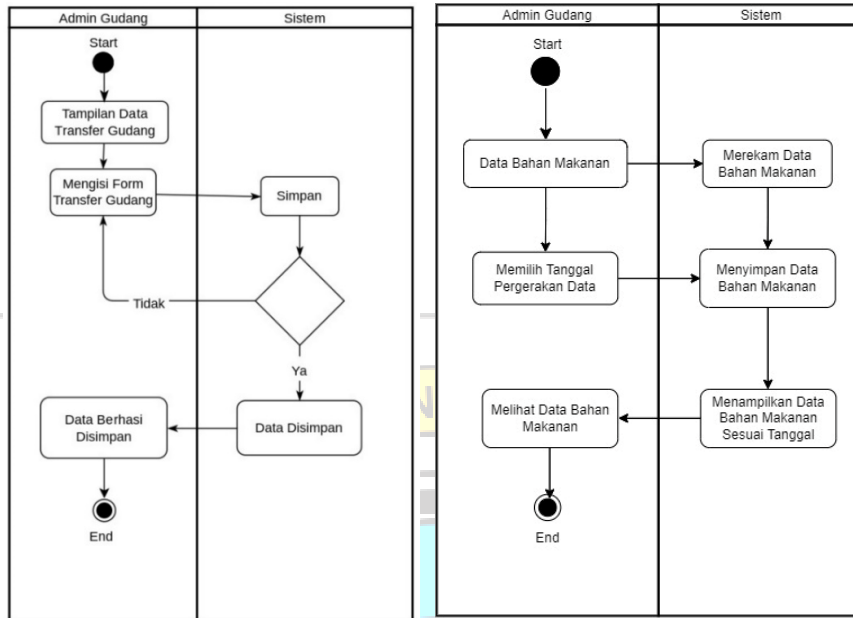 Admin Gudang
Sistem
Start
Tampilan Data
Transfer Gudang
Mengisi Form
Transfer Gudang
Simpan
Tidak
Ya
Data Berhasi
Disimpan
Data Disimpan
End
Admin Gudang
Sistem
Start
Data Bahan Makanan
Merekam Data
Bahan Makanan
Memilih Tanggal
Pergerakan Data
Menyimpan Data
Bahan Makanan
Melihat Data Bahan
Makanan
Menampilkan Data
Bahan Makanan
Sesuai Tanggal
End